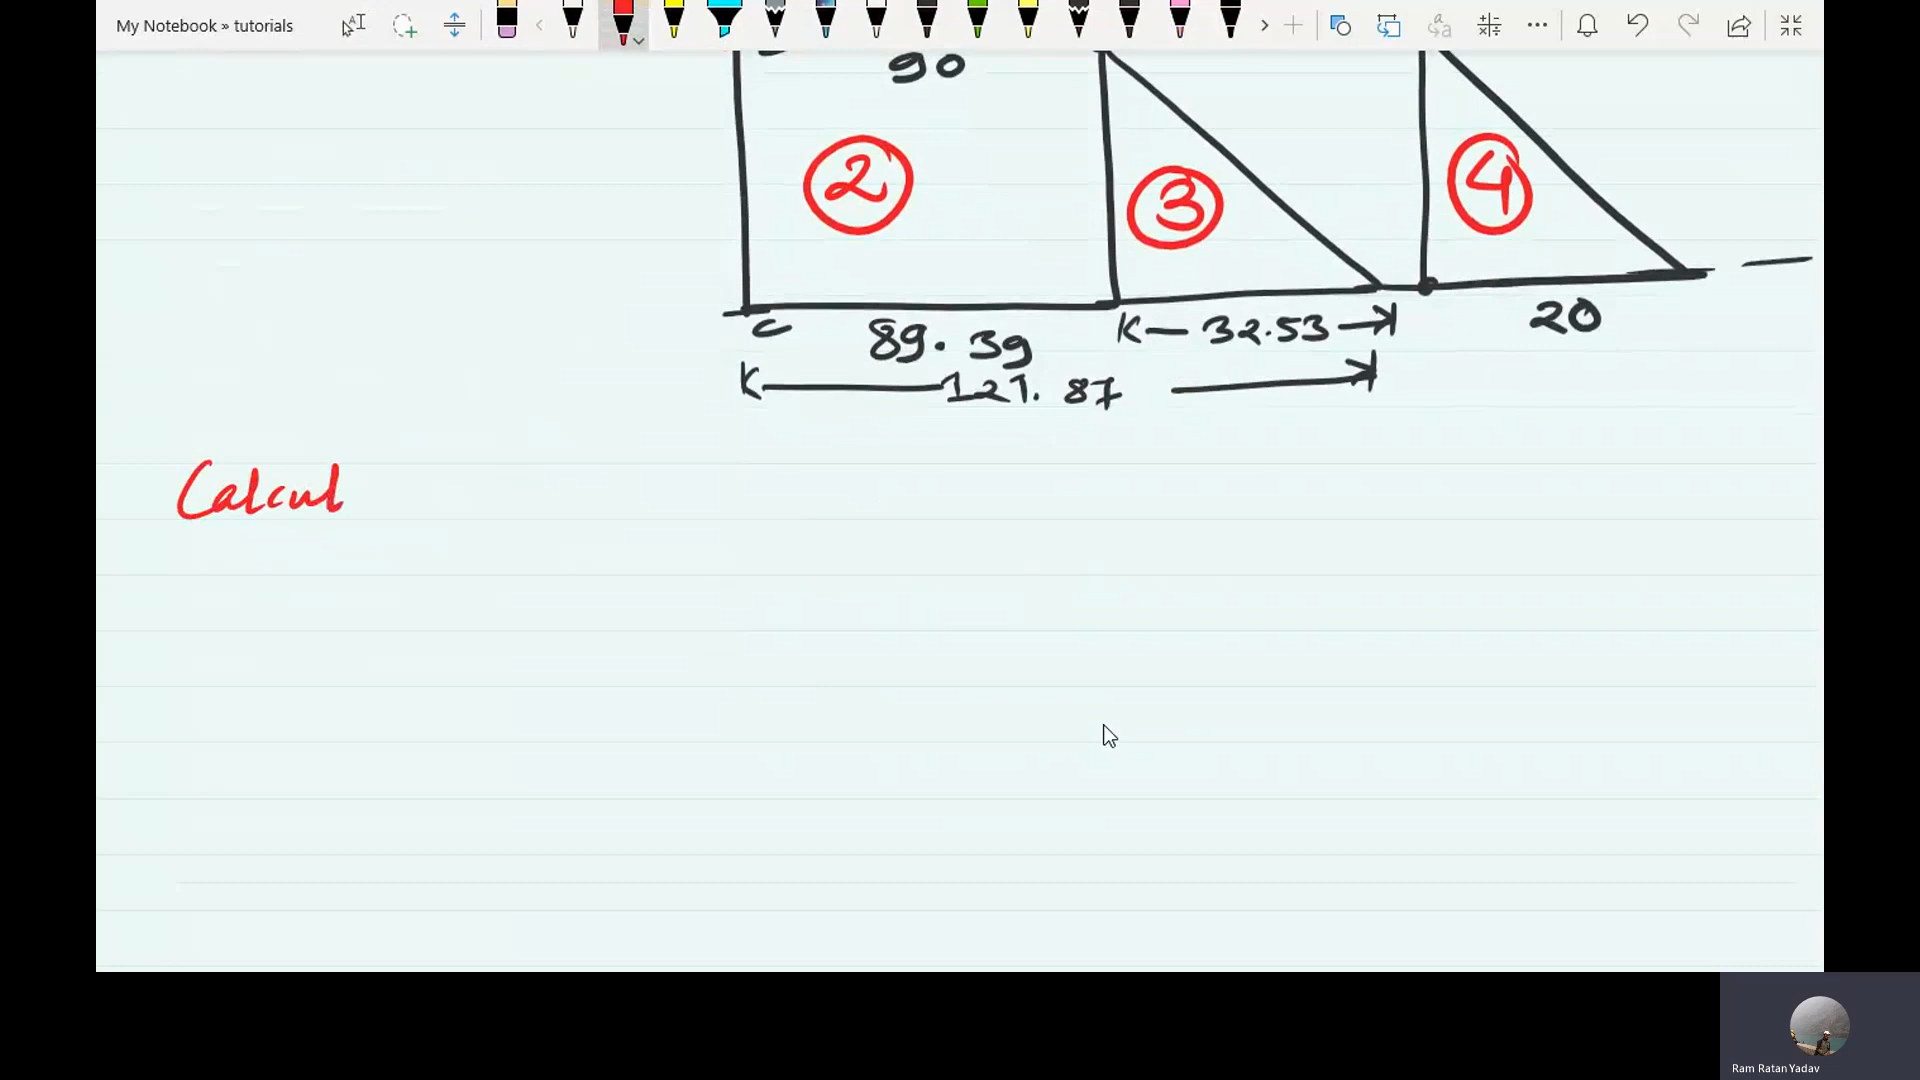 My Notebook » tutorials
90
2
3
4
C
89.39
32.53
20
121.87
Calcul
Ram Ratan Yadav